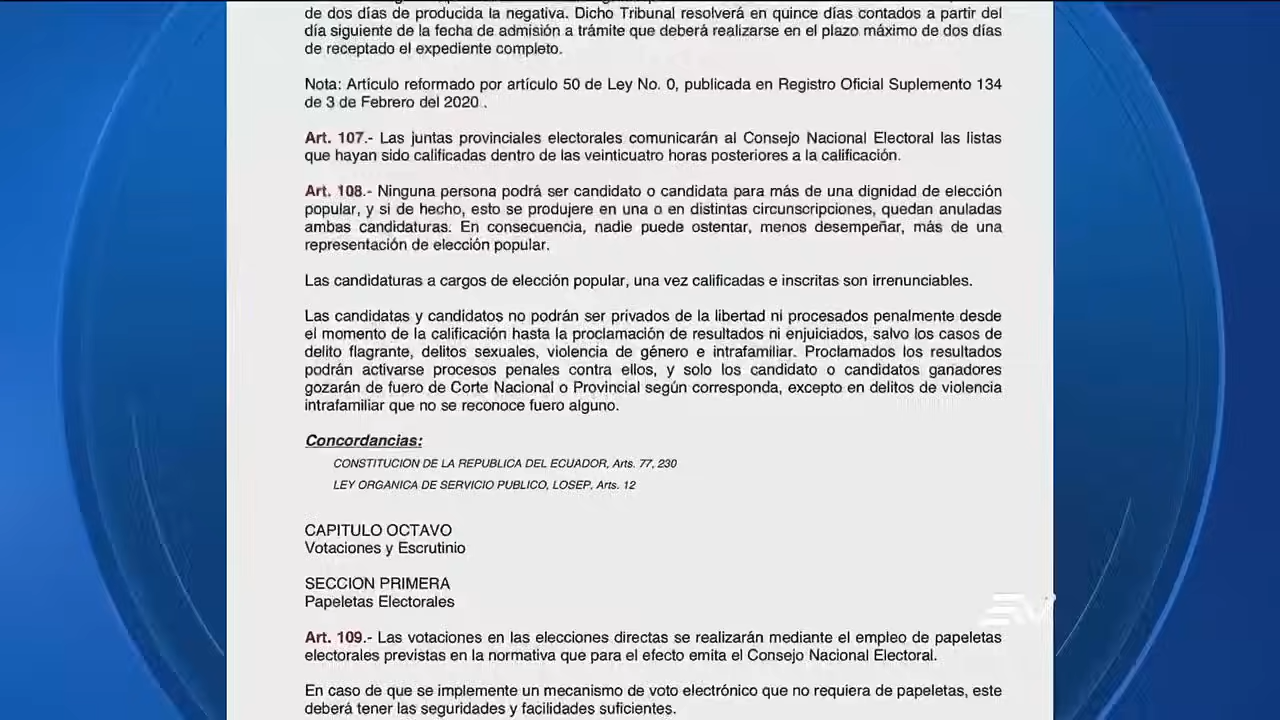 de dos días de producida la negativa. Dicho Tribunal resolverá en quince días contados a partir del
día siguiente de la fecha de admisión a trámite que deberá realizarse en el plazo máximo de dos días
de receptado el expediente completo.
Nota: Artículo reformado por artículo 50 de Ley No. 0, publicada en Registro Oficial Suplemento 134
de 3 de Febrero del 2020 .
Art. 107.- Las juntas provinciales electorales comunicarán al Consejo Nacional Electoral las listas
que hayan sido calificadas dentro de las veinticuatro horas posteriores a la calificación.
Art. 108.- Ninguna persona podrá ser candidato o candidata para más de una dignidad de elección
popular, y si de hecho, esto se produjere en una o en distintas circunscripciones, quedan anuladas
ambas candidaturas. En consecuencia, nadie puede ostentar, menos desempeñar, más de una
representación de elección popular.
Las candidaturas a cargos de elección popular, una vez calificadas e inscritas son irrenunciables.
Las candidatas y candidatos no podrán ser privados de la libertad ni procesados penalmente desde
el momento de la calificación hasta la proclamación de resultados ni enjuiciados, salvo los casos de
delito flagrante, delitos sexuales, violencia de género e intrafamiliar. Proclamados los resultados
podrán activarse procesos penales contra ellos, y solo los candidato o candidatos ganadores
gozarán de fuero de Corte Nacional o Provincial según corresponda, excepto en delitos de violencia
intrafamiliar que no se reconoce fuero alguno.
Concordancias:
CONSTITUCION DE LA REPUBLICA DEL ECUADOR, Arts. 77, 230
LEY ORGANICA DE SERVICIO PUBLICO, LOSEP, Arts. 12
CAPITULO OCTAVO
Votaciones y Escrutinio
SECCION PRIMERA
Papeletas Electorales
Art. 109.- Las votaciones en las elecciones directas se realizarán mediante el empleo de papeletas
electorales previstas en la normativa que para el efecto emita el Consejo Nacional Electoral.
En caso de que se implemente un mecanismo de voto electrónico que no requiera de papeletas, este
deberá tener las seguridades y facilidades suficientes.